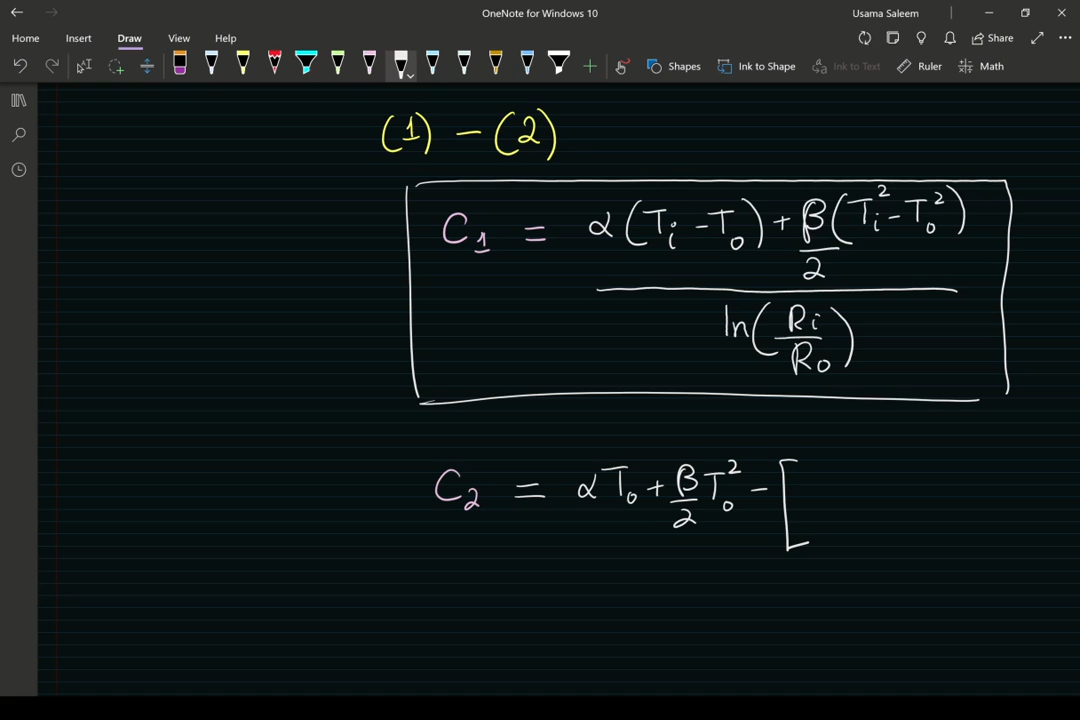 OneNote for Windows 10
Usama Saleem
Home Insert Draw View Help
Share
Shapes Ink to Shape Ink to Text Ruler Math
(1) - (2)
C₁ = α(Tᵢ - T₀) + β/2 (Tᵢ² - T₀²)
ln(Ri/R₀)
C₂ = αT₀ + β/2 T₀² - [